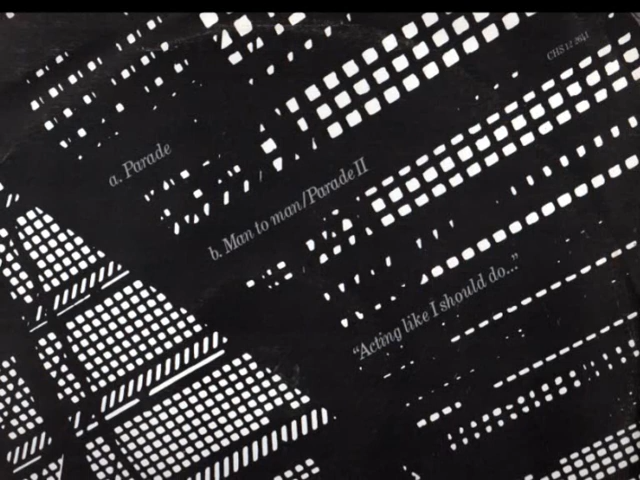 CHS 12 2641
a. Parade
b. Man to man/Parade II
"Acting like I should do..."